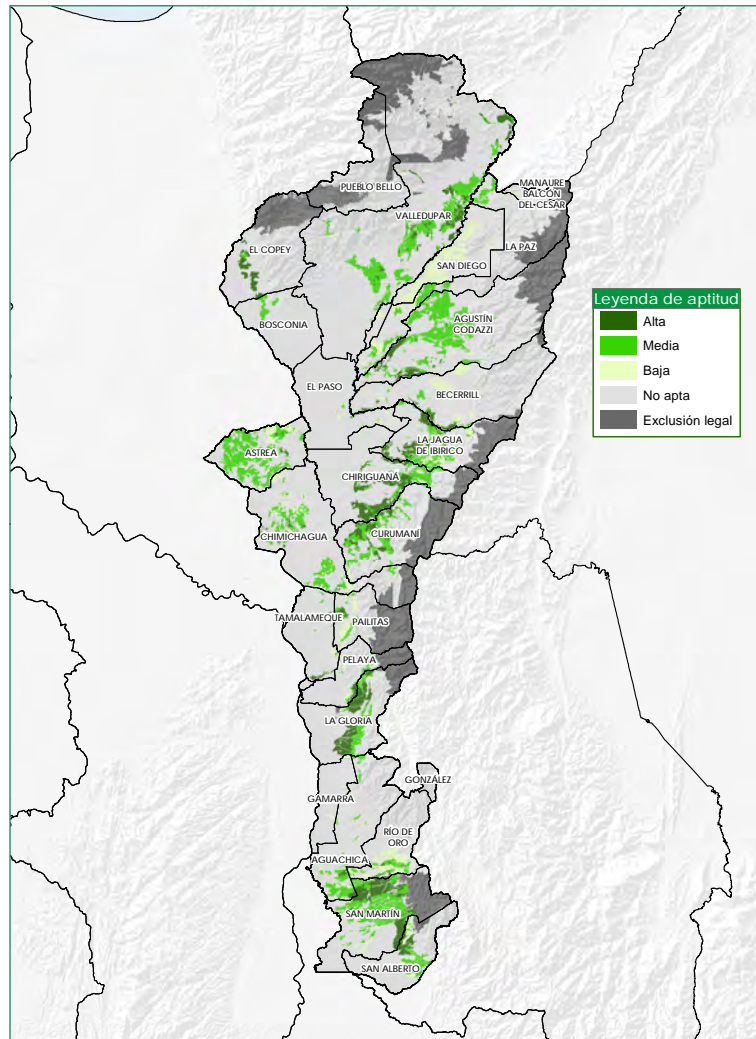 PUEBLO BELLO
MANAURE
BALCÓN
DEL CESAR
VALLEDUPAR
LA PAZ
EL COPEY
SAN DIEGO
Leyenda de aptitud
Alta
Media
Baja
No apta
Exclusión legal
AGUSTÍN
CODAZZI
BOSCONIA
EL PASO
BECERRILL
LA JAGUA
DE IBIRICO
ASTREA
CHIRIGUANÁ
CHIMICHAGUA
CURUMANÍ
TAMALAMEQUE
PAILITAS
PELAYA
LA GLORIA
GONZÁLEZ
GAMARRA
RÍO DE
ORO
AGUACHICA
SAN MARTÍN
SAN ALBERTO